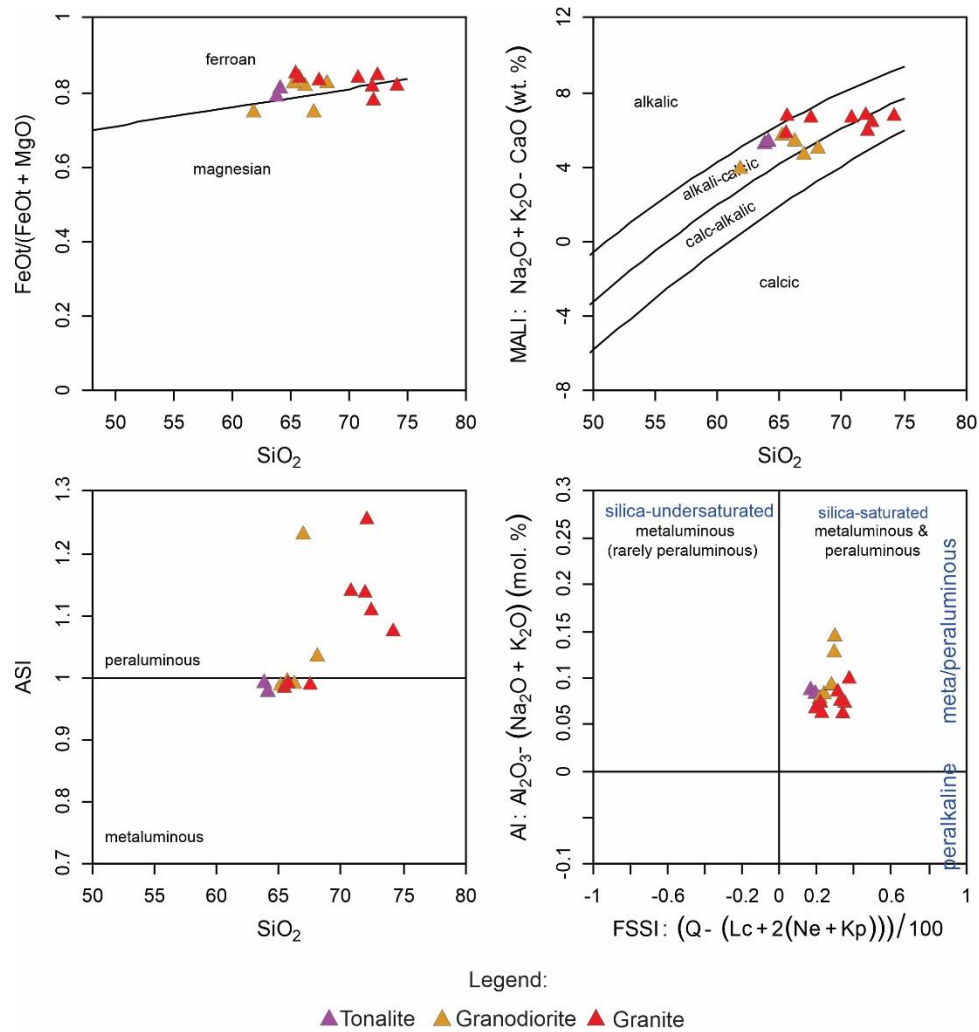 FeOt/(FeOt + MgO)
1
0.8
0.6
0.4
0.2
0
ferroan
magnesian
50 55 60 65 70 75 80
SiO₂
MALI: Na₂O + K₂O - CaO (wt. %)
12
8
4
0
-4
-8
alkalic
alkali-calcic
calc-alkalic
calcic
50 55 60 65 70 75 80
SiO₂
ASI
1.3
1.2
1.1
1
0.9
0.8
0.7
peraluminous
metaluminous
50 55 60 65 70 75 80
SiO₂
AI: Al₂O₃- (Na₂O + K₂O) (mol. %)
0.3
0.25
0.2
0.15
0.1
0.05
0
-0.1
silica-undersaturated
metaluminous
(rarely peraluminous)
silica-saturated
metaluminous &
peraluminous
meta/peraluminous
peralkaline
-1 -0.6 -0.2 0 0.2 0.6 1
FSSI: (Q- (Lc+2(Ne+Kp)))/100
Legend:
Tonalite Granodiorite Granite